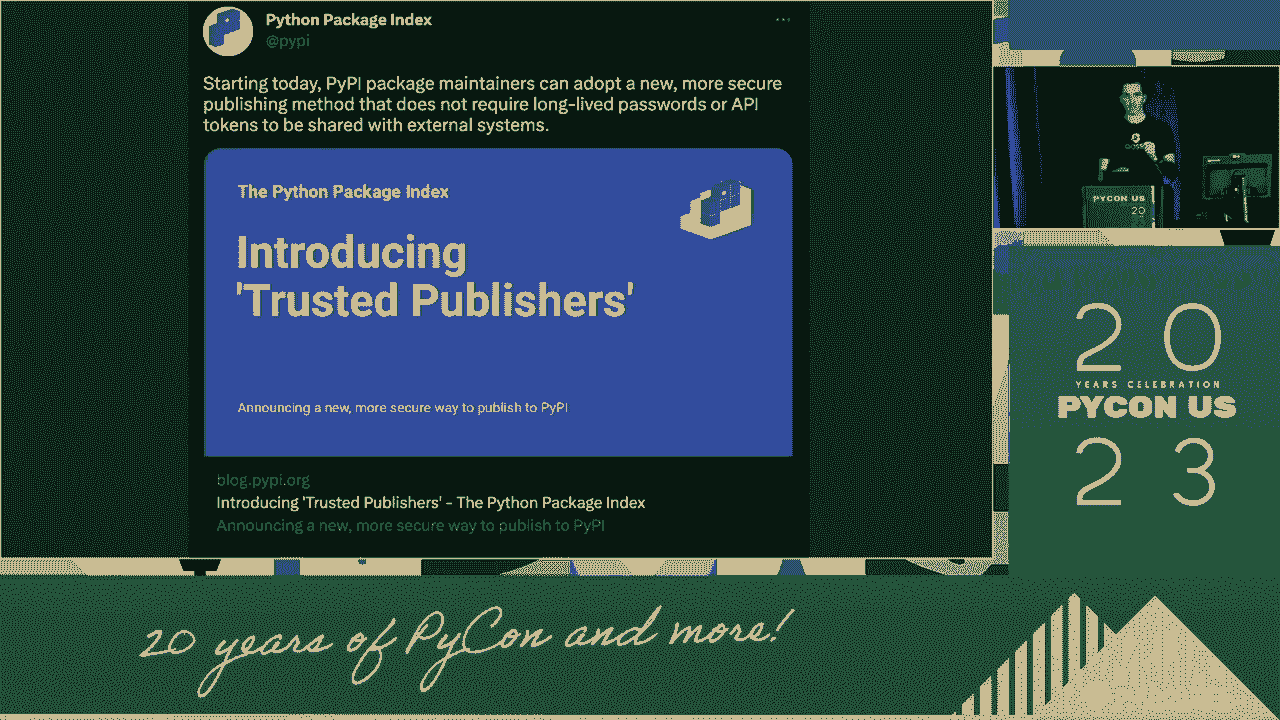 Python Package Index
@pypi
Starting today, PyPI package maintainers can adopt a new, more secure
publishing method that does not require long-lived passwords or API
tokens to be shared with external systems.
The Python Package Index
Introducing
'Trusted Publishers'
Announcing a new, more secure way to publish to PyPI
blog.pypi.org
Introducing 'Trusted Publishers' - The Python Package Index
Announcing a new, more secure way to publish to PyPI
PYCON US
20
20
YEARS CELEBRATION
PYCON US
23
20 years of PyCon and more!